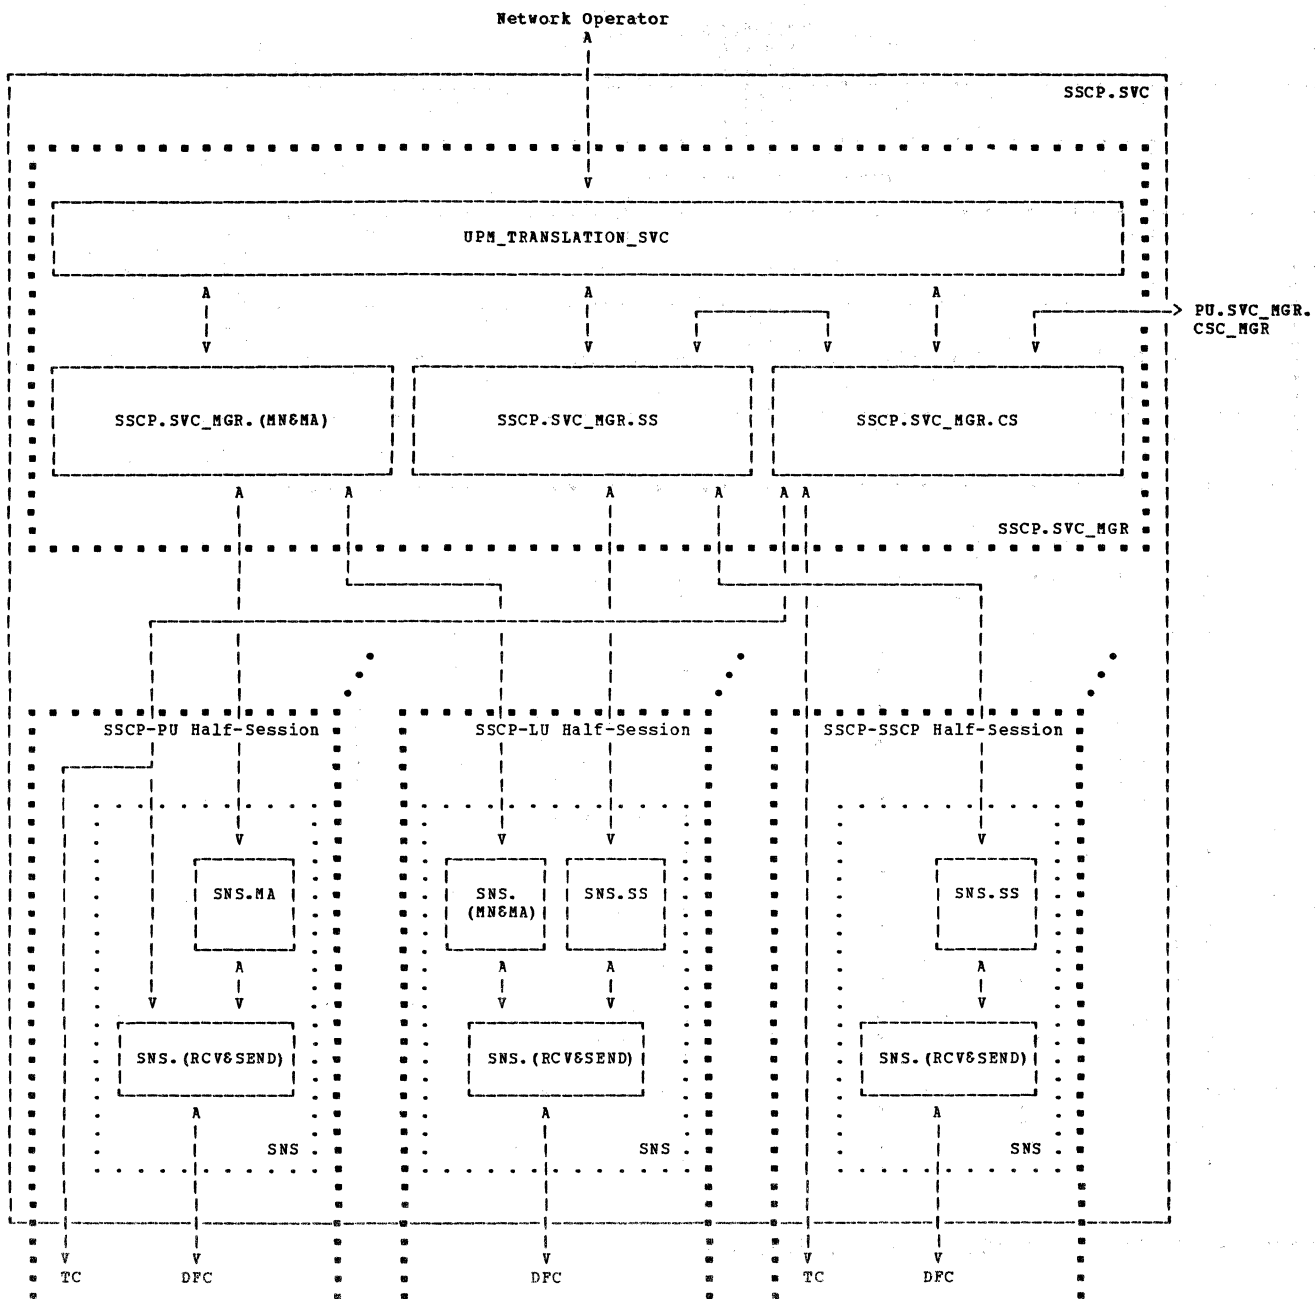 Network Operator
SSCP.SVC
UPM_TRANSLATION_SVC
PU.SVC_MGR.
CSC_MGR
SSCP.SVC_MGR.(MN&MA)
SSCP.SVC_MGR.SS
SSCP.SVC_MGR.CS
SSCP.SVC_MGR
SSCP-PU Half-Session
SSCP-LU Half-Session
SSCP-SSCP Half-Session
SNS.MA
SNS.
(MN&MA)
SNS.SS
SNS.SS
SNS.(RCV&SEND)
SNS.(RCV&SEND)
SNS.(RCV&SEND)
SNS
SNS
SNS
TC
DFC
DFC
TC
DFC